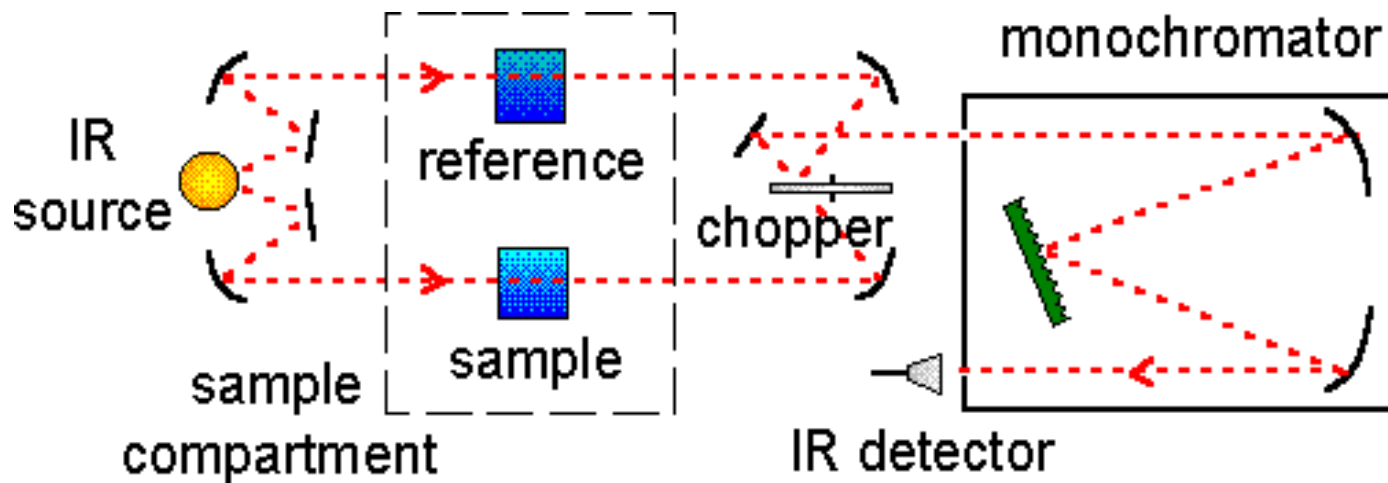 monochromator
IR
source
reference
chopper
sample
sample
compartment
IR detector